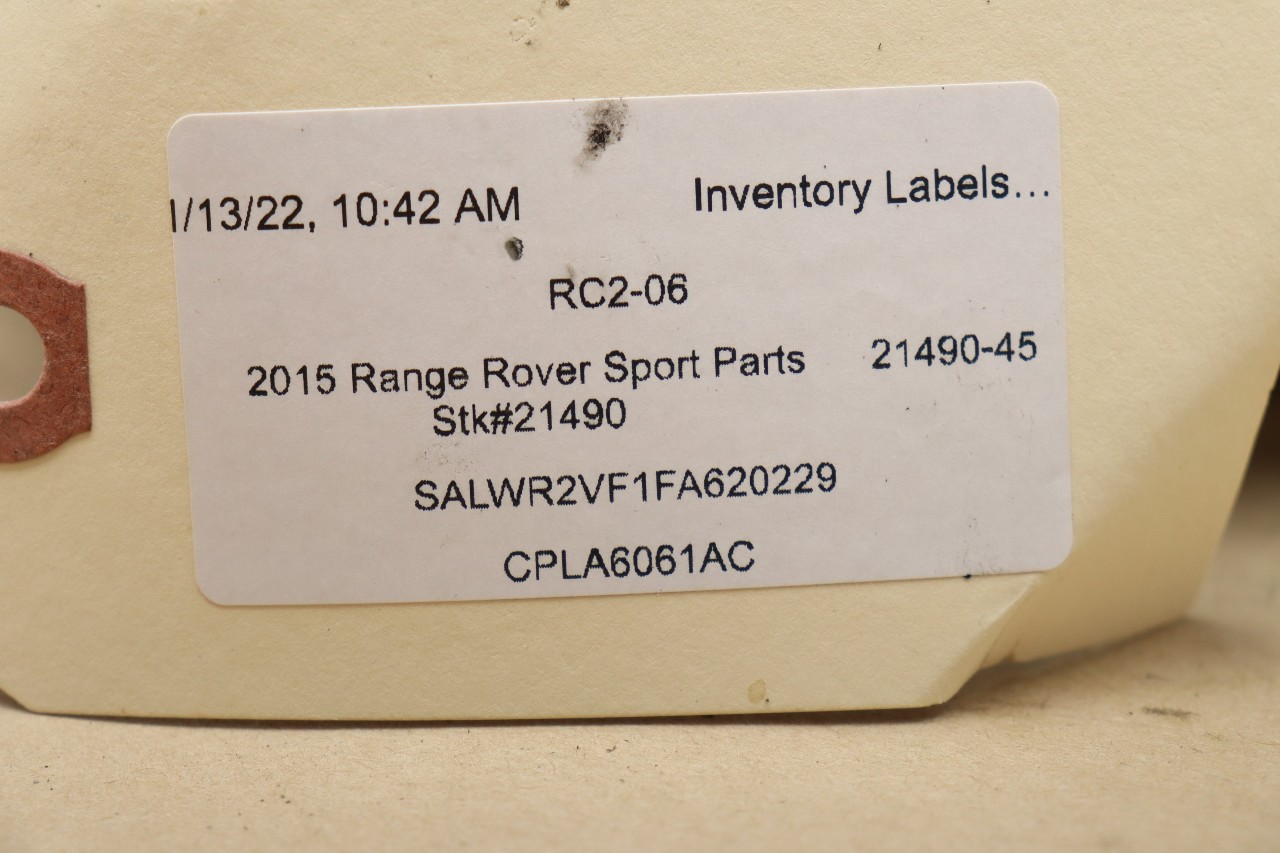 1/13/22, 10:42 AM Inventory Labels...
RC2-06
2015 Range Rover Sport Parts 21490-45
Stk#21490
SALWR2VF1FA620229
CPLA6061AC